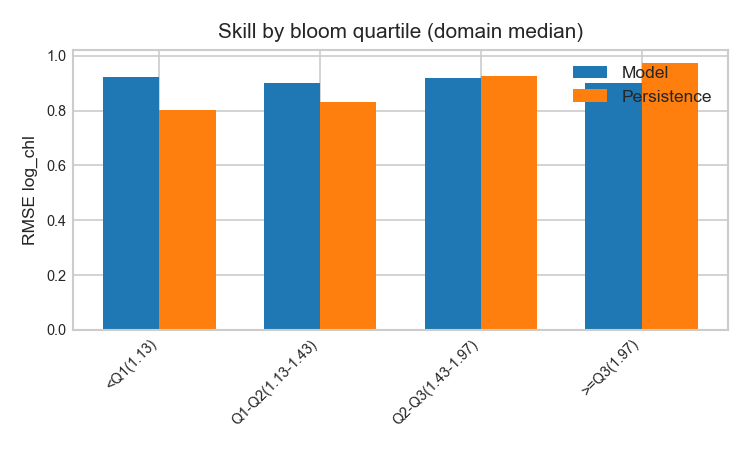 Skill by bloom quartile (domain median)
Model
Persistence
RMSE log_chl
1.0
0.8
0.6
0.4
0.2
0.0
<Q1(1.13)
Q1-Q2(1.13-1.43)
Q2-Q3(1.43-1.97)
>=Q3(1.97)